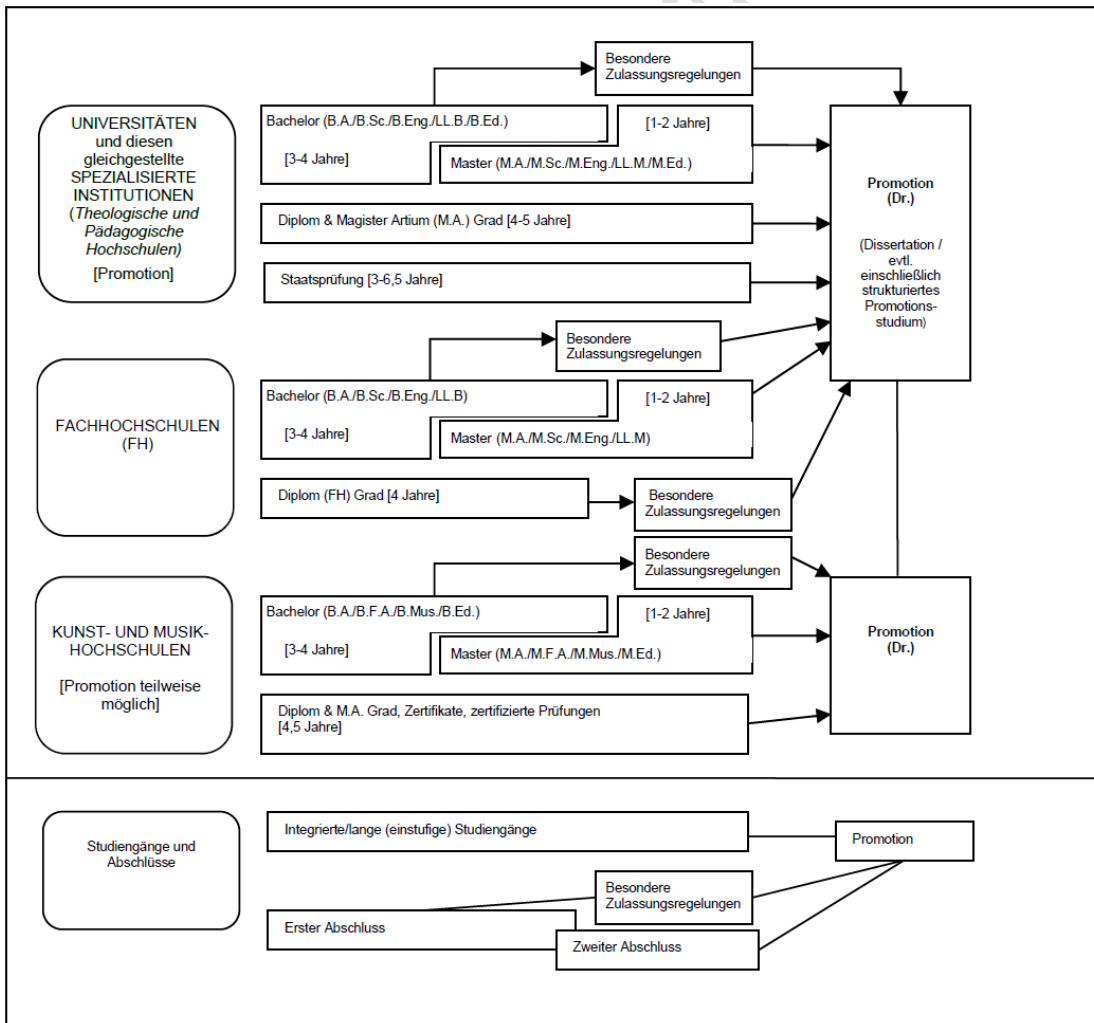 Besondere
Zulassungsregelungen
UNIVERSITÄTEN
und diesen
gleichgestellte
SPEZIALISIERTE
INSTITUTIONEN
(Theologische und
Pädagogische
Hochschulen)
[Promotion]
Bachelor (B.A./B.Sc./B.Eng./LL.B./B.Ed.)
[3-4 Jahre]
[1-2 Jahre]
Master (M.A./M.Sc./M.Eng./LL.M./M.Ed.)
Diplom & Magister Artium (M.A.) Grad [4-5 Jahre]
Staatsprüfung [3-6,5 Jahre]
Promotion
(Dr.)
(Dissertation /
evtl.
einschließlich
strukturiertes
Promotions-
studium)
Besondere
Zulassungsregelungen
FACHHOCHSCHULEN
(FH)
Bachelor (B.A./B.Sc./B.Eng./LL.B)
[3-4 Jahre]
[1-2 Jahre]
Master (M.A./M.Sc./M.Eng./LL.M)
Diplom (FH) Grad [4 Jahre]
Besondere
Zulassungsregelungen
Besondere
Zulassungsregelungen
KUNST- UND MUSIK-
HOCHSCHULEN
[Promotion teilweise
möglich]
Bachelor (B.A./B.F.A./B.Mus./B.Ed.)
[3-4 Jahre]
[1-2 Jahre]
Master (M.A./M.F.A./M.Mus./M.Ed.)
Diplom & M.A. Grad, Zertifikate, zertifizierte Prüfungen
[4,5 Jahre]
Promotion
(Dr.)
Studiengänge und
Abschlüsse
Integrierte/lange (einstufige) Studiengänge
Promotion
Besondere
Zulassungsregelungen
Erster Abschluss
Zweiter Abschluss